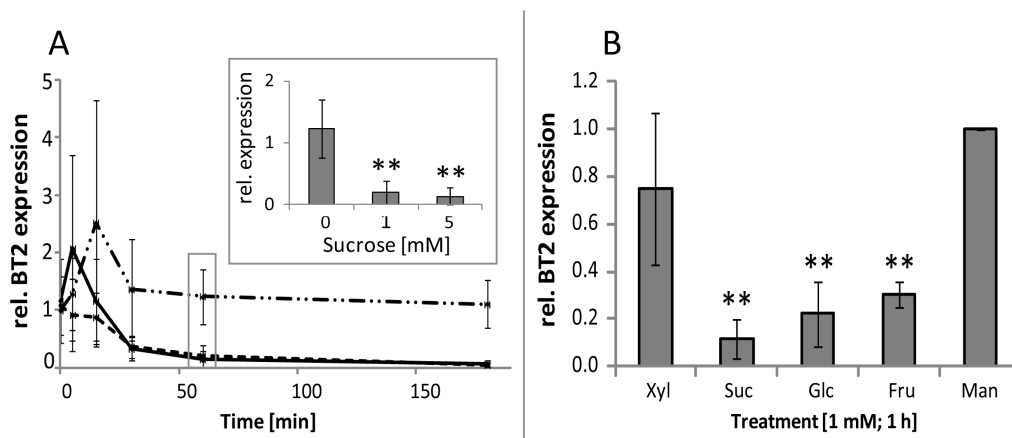 A
rel. BT2 expression
5
4
3
2
1
0
0
50
100
150
Time [min]
rel. expression
2
1
0
** **
0 1 5
Sucrose [mM]
B
rel. BT2 expression
1.2
1.0
0.8
0.6
0.4
0.2
0.0
**
**
**
Xyl Suc Glc Fru Man
Treatment [1 mM; 1 h]